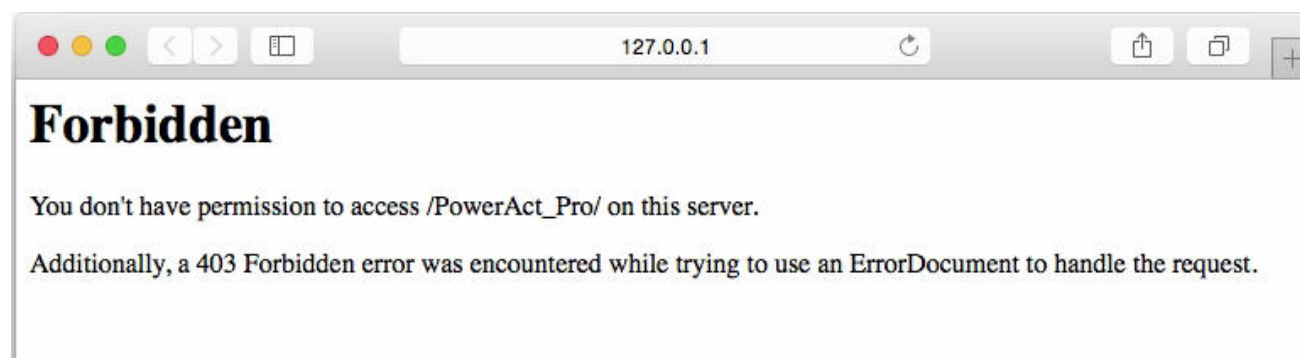 127.0.0.1
Forbidden
You don't have permission to access /PowerAct_Pro/ on this server.
Additionally, a 403 Forbidden error was encountered while trying to use an ErrorDocument to handle the request.